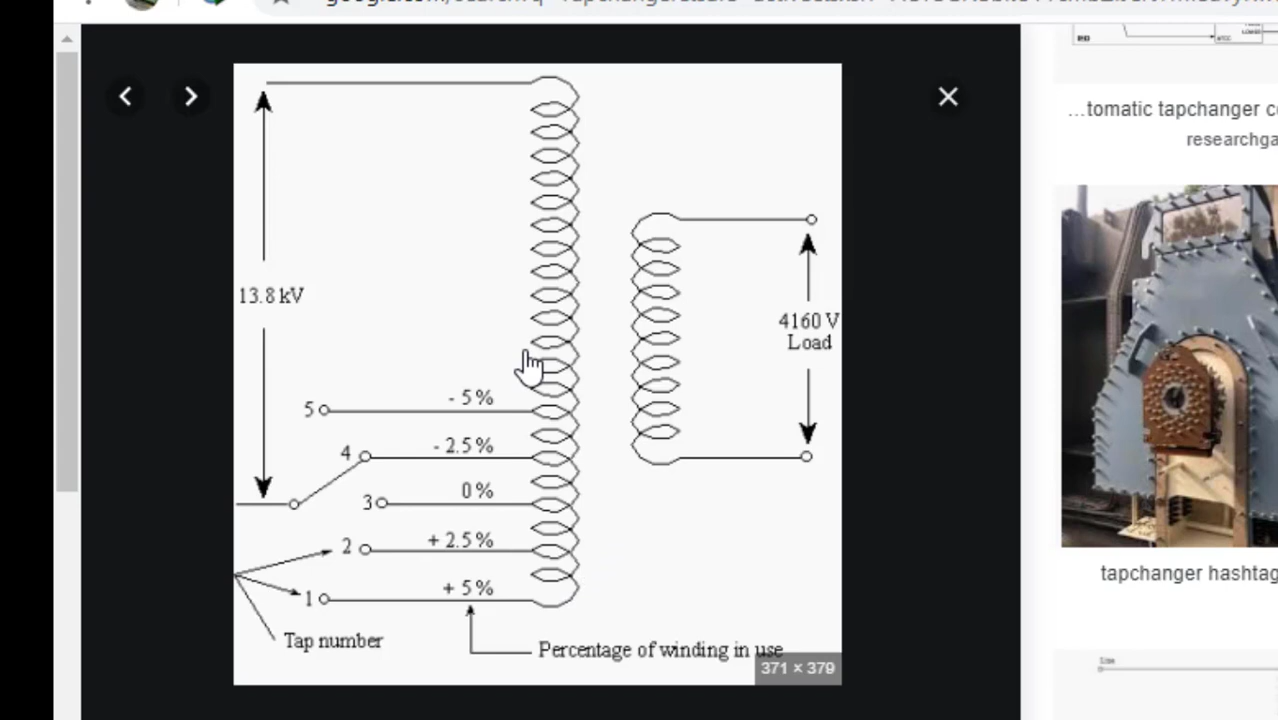 …tomatic tapchanger c
researchga
13.8 kV
4160 V
Load
5
- 5%
4
- 2.5%
3
0%
2
+ 2.5%
1
+ 5%
Tap number
Percentage of winding in use
371 × 379
tapchanger hashtag